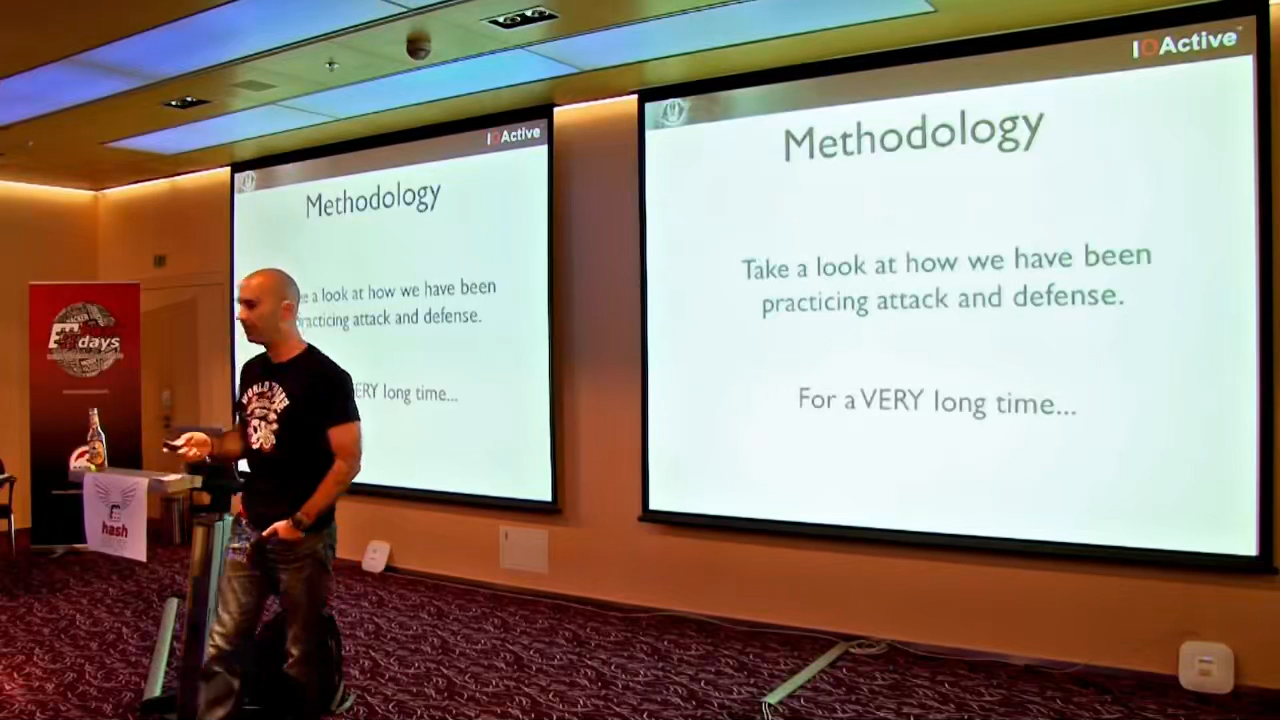 IOActive
Methodology
Take a look at how we have been
practicing attack and defense.
For a VERY long time...
IOActive
Methodology
a look at how we have been
practicing attack and defense.
VERY long time...
days
hash